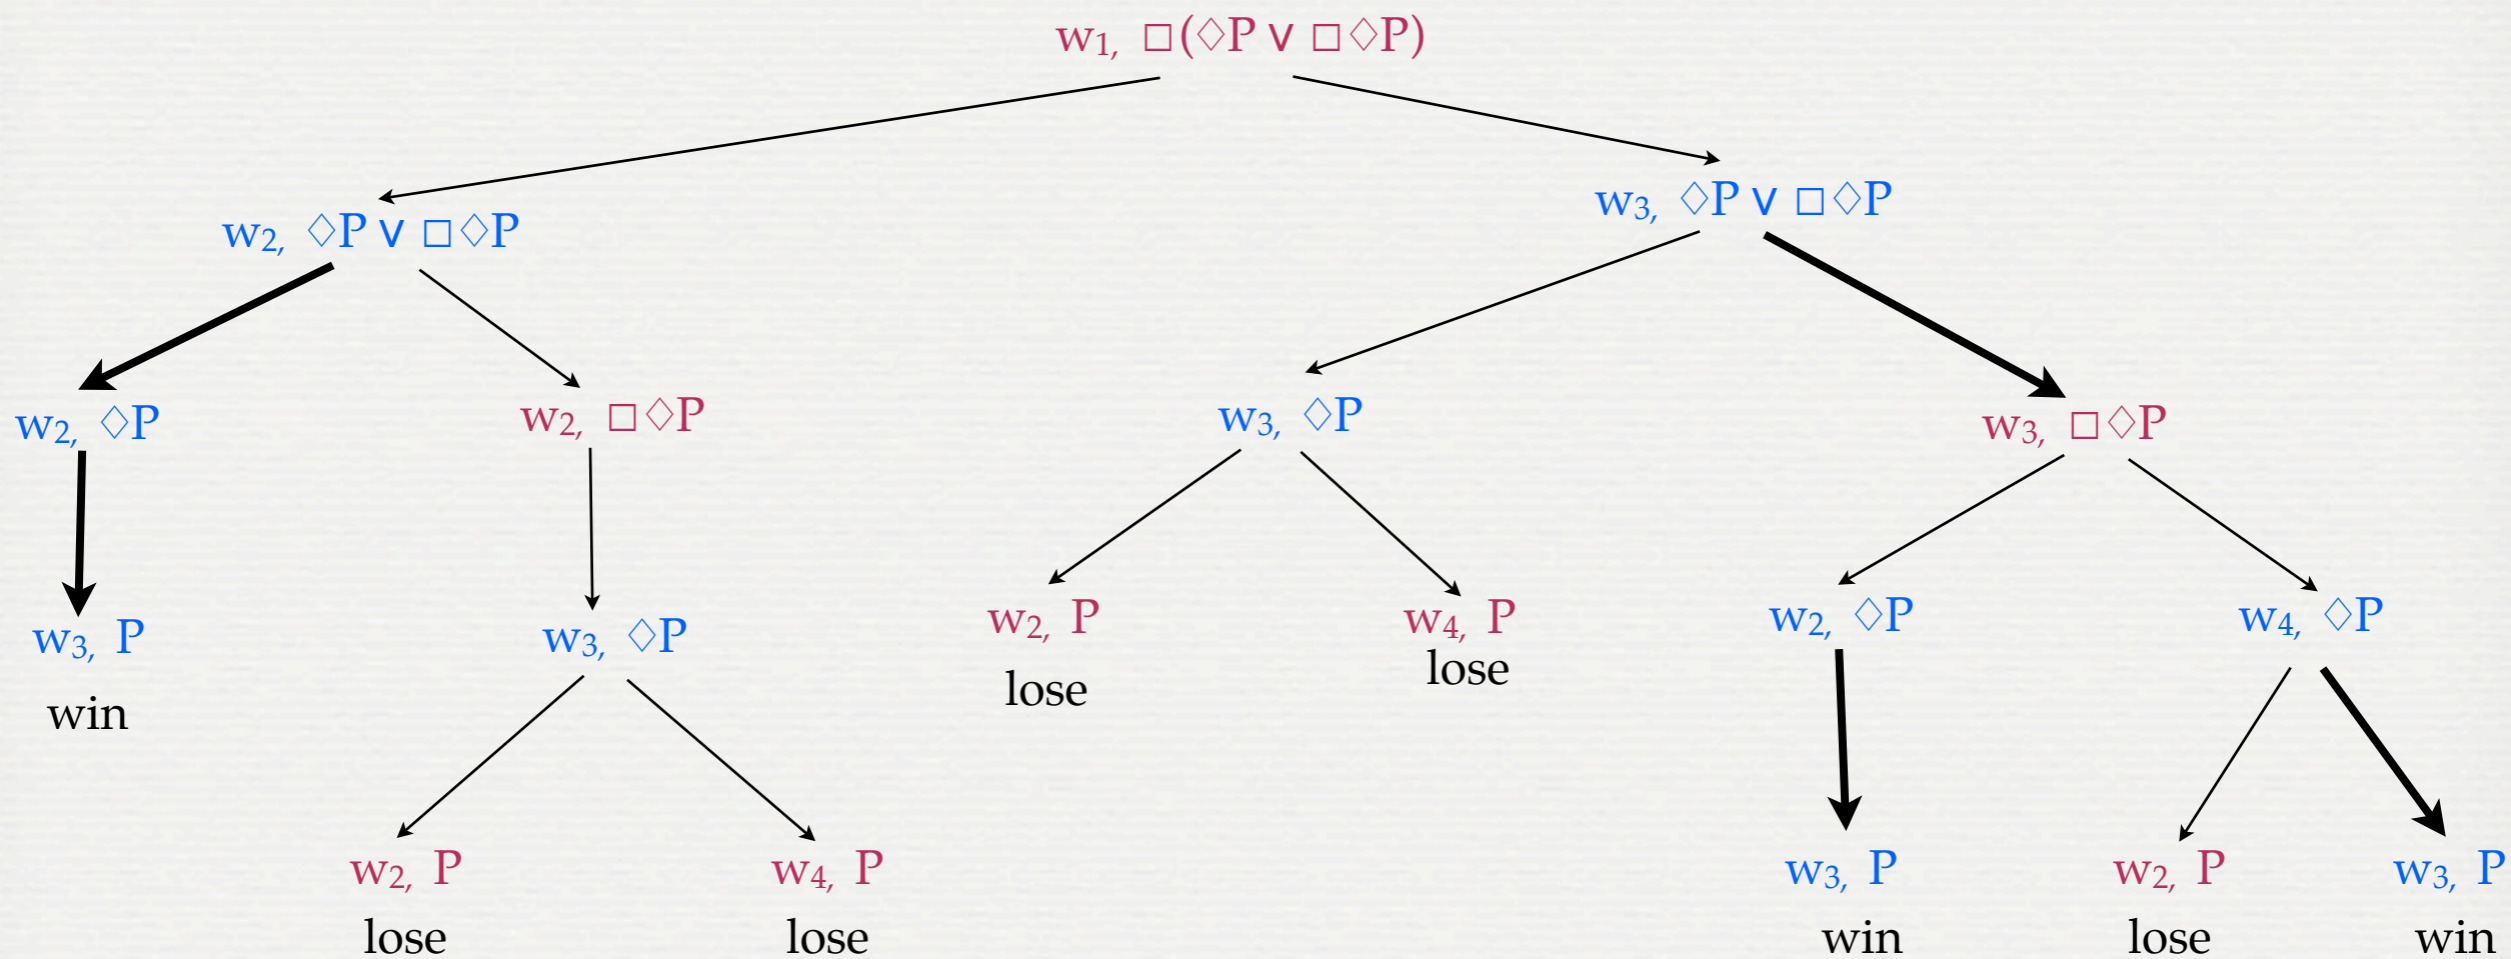 w1, □(◇P ∨ □◇P)
w2, ◇P ∨ □◇P
w3, ◇P ∨ □◇P
w2, ◇P
w2, □◇P
w3, ◇P
w3, □◇P
w3, P
win
w3, ◇P
w2, P
lose
w4, P
lose
w2, ◇P
w4, ◇P
w2, P
lose
w4, P
lose
w3, P
win
w2, P
lose
w3, P
win